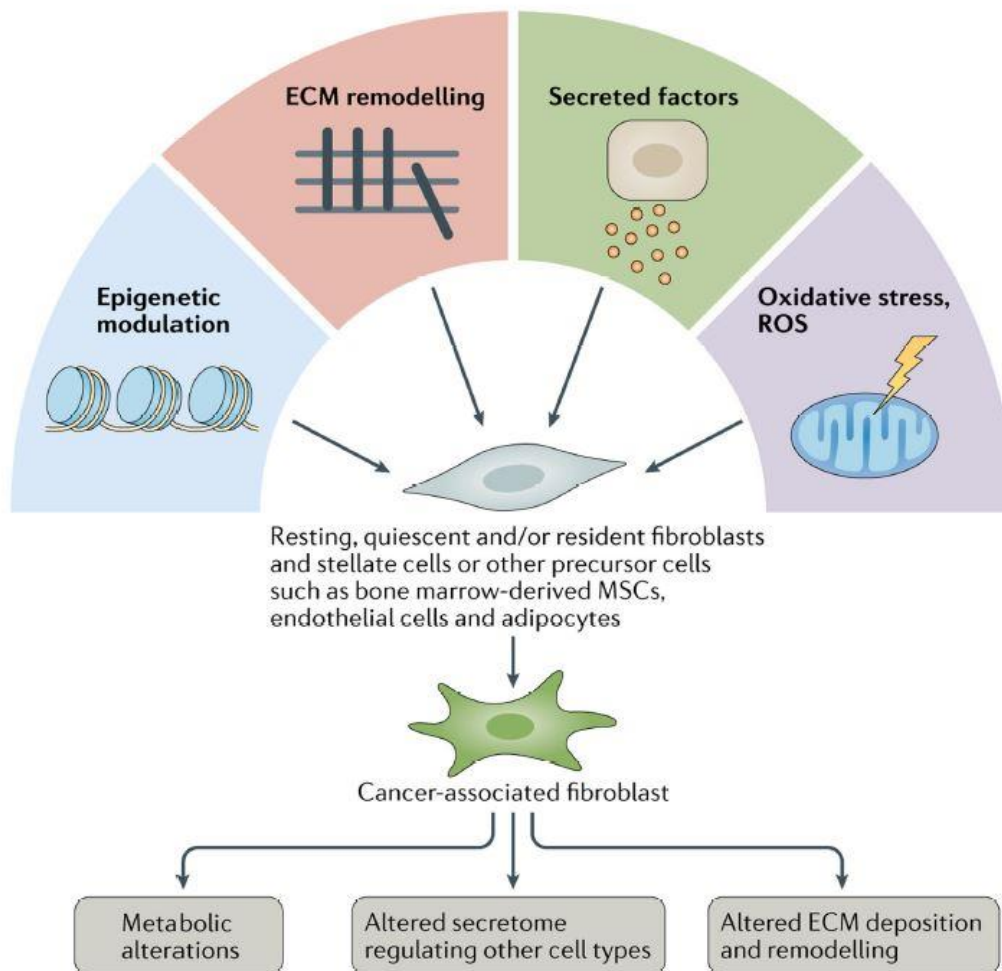 ECM remodelling
Secreted factors
Epigenetic
modulation
Oxidative stress,
ROS
Resting, quiescent and/or resident fibroblasts
and stellate cells or other precursor cells
such as bone marrow-derived MSCs,
endothelial cells and adipocytes
Cancer-associated fibroblast
Metabolic
alterations
Altered secretome
regulating other cell types
Altered ECM deposition
and remodelling